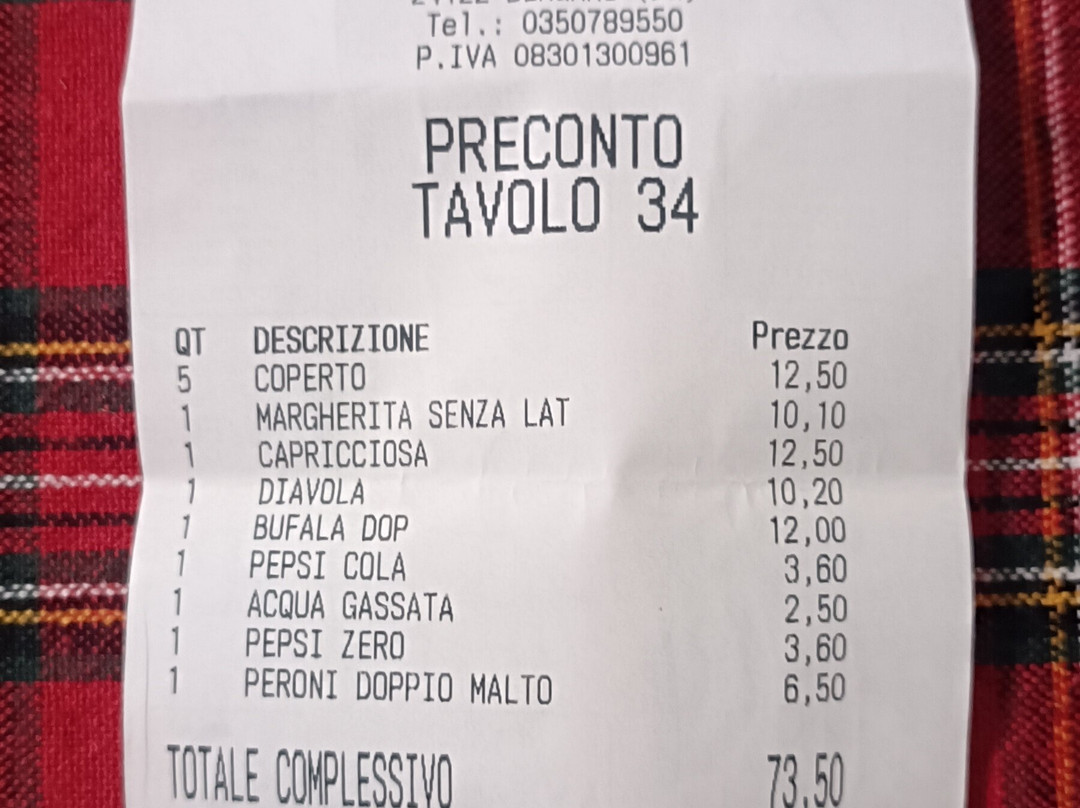 Tel.: 0350789550
P.IVA 08301300961
PRECONTO
TAVOLO 34
QT DESCRIZIONE Prezzo
5 COPERTO 12,50
1 MARGHERITA SENZA LAT 10,10
1 CAPRICCIOSA 12,50
1 DIAVOLA 10,20
1 BUFALA DOP 12,00
1 PEPSI COLA 3,60
1 ACQUA GASSATA 2,50
1 PEPSI ZERO 3,60
1 PERONI DOPPIO MALTO 6,50
TOTALE COMPLESSIVO 73,50